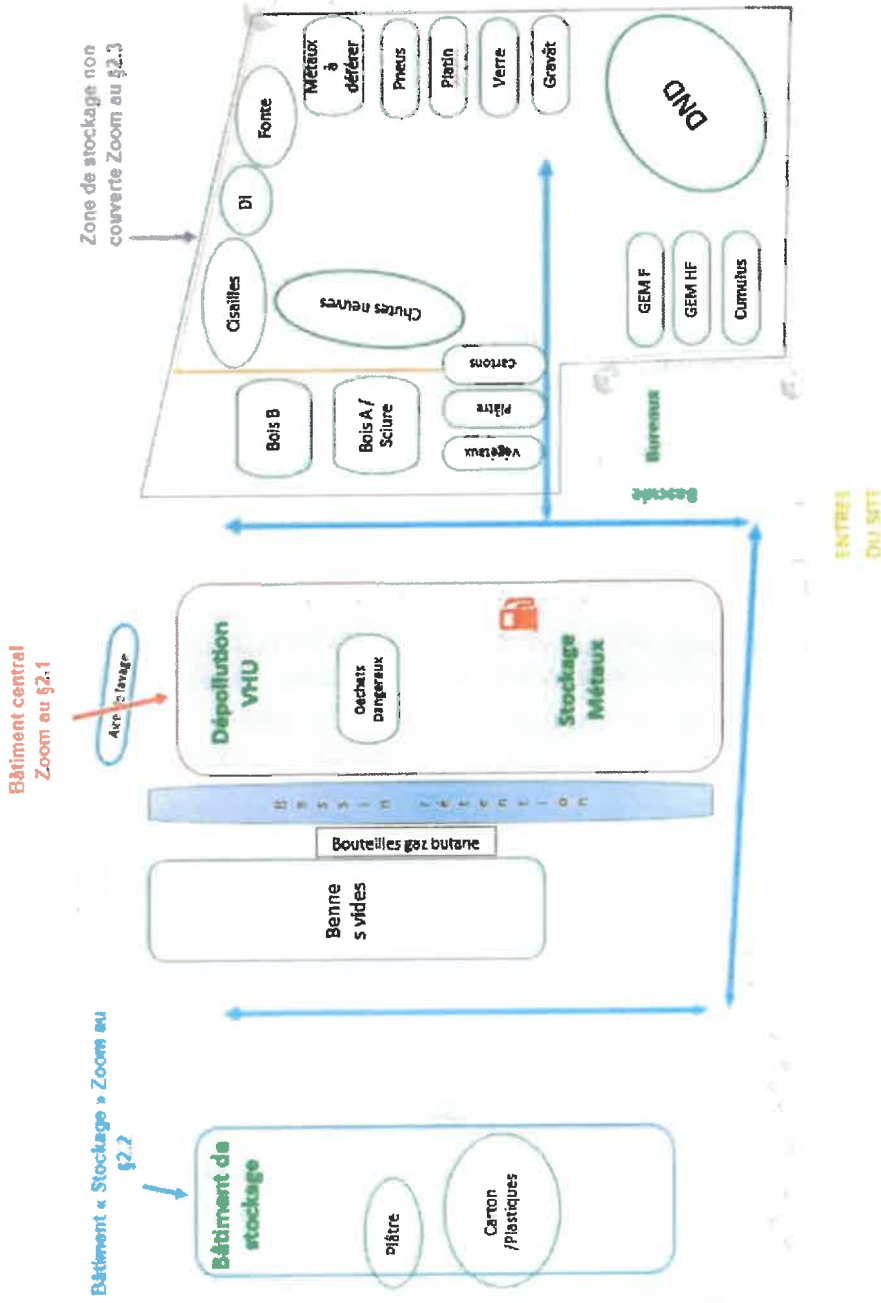 Bâtiment « Stockage » Zoom au
§2.2
Bâtiment de
stockage
Plâtre
Carton
/Plastiques
Benne
s vides
Bouteilles gaz butane
Bassin retention
Bâtiment central
Zoom au §2.1
Aire de lavage
Dépollution
VHU
Déchets
Dangereux
Stockage
Métaux
Zone de stockage non
couverte Zoom au §2.3
Bois B
Bois A /
Sciure
Végétaux
Plâtre
Cartons
Cisailles
DI
Fonte
Chutes neuves
Métaux
à
déferer
Pneus
Platin
Verre
Gravât
DND
GEM F
GEM HF
Cumulus
Bureaux
Bascule
ENTREE
DU SITE